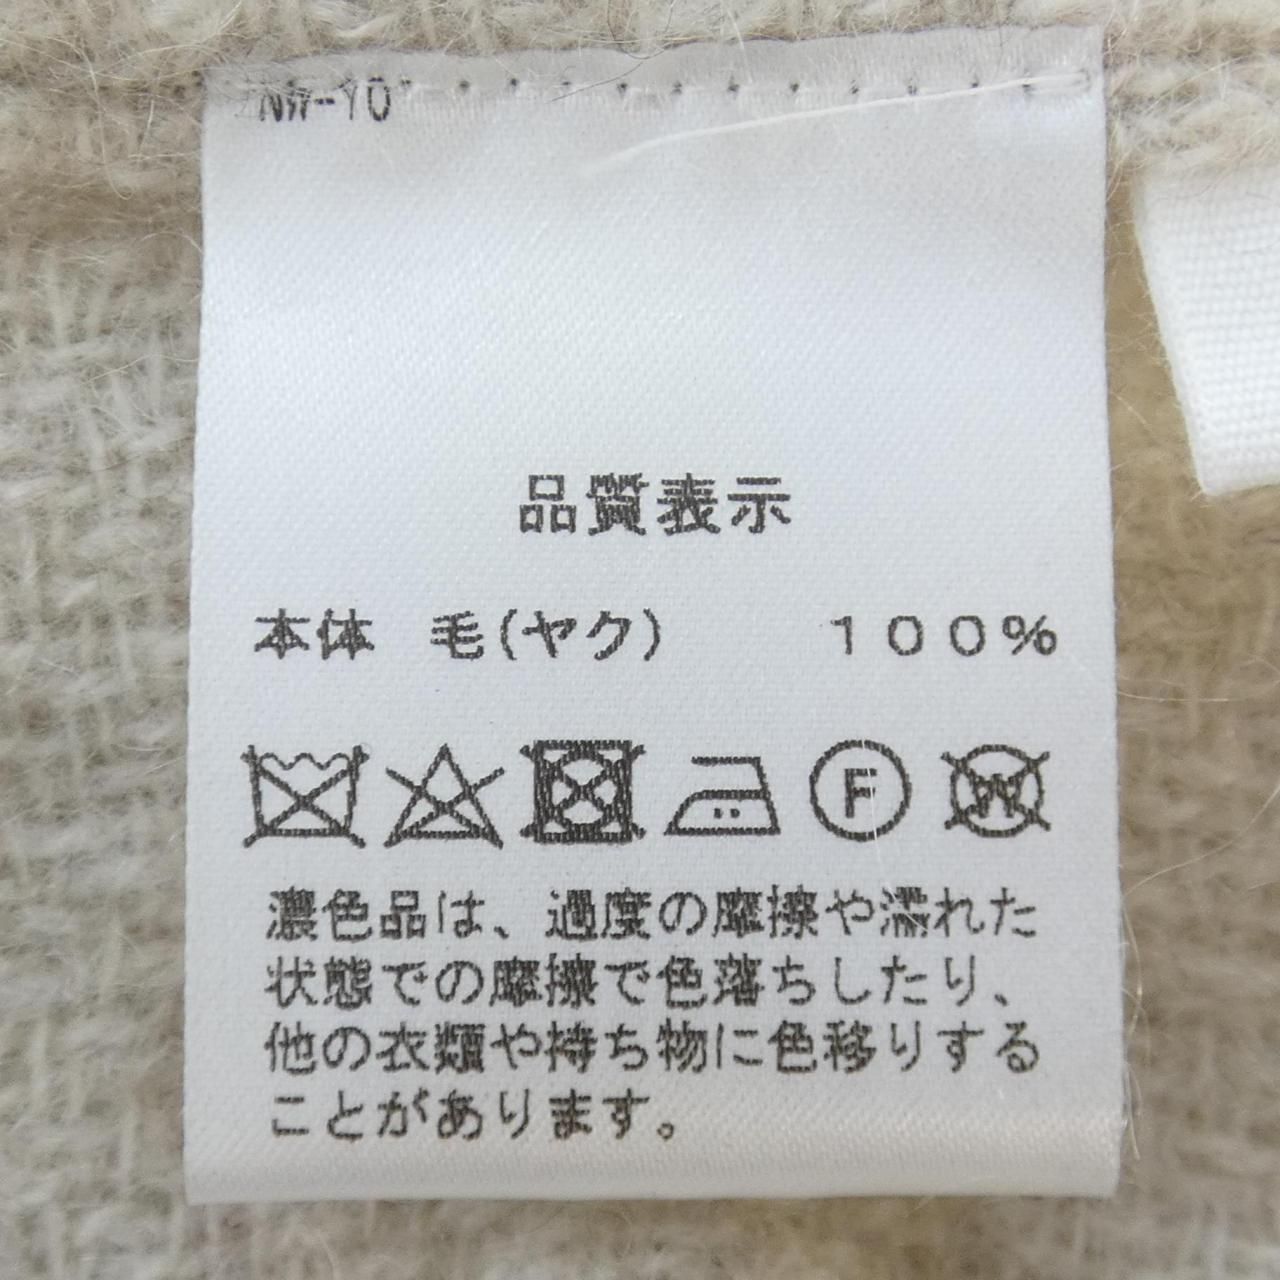 NW-YO
品質表示
本体 毛(ヤク) 100%
F
W
濃色品は、過度の摩擦や濡れた
状態での摩擦で色落ちしたり、
他の衣類や持ち物に色移りする
ことがあります。